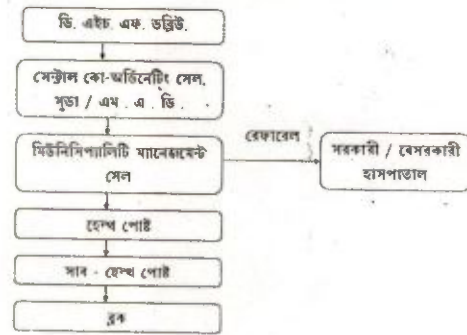 ডি. এইচ. এফ. ডব্লিউ.
সেন্ট্রাল কো-অর্ডিনেটিং সেল,
সুডা / এম . এ . ডি.
মিউনিসিপ্যালিটি ম্যানেজমেন্ট
সেল
রেফারেল
সরকারী / বেসরকারী
হাসপাতাল
হেল্থ পোষ্ট
সাব - হেল্থ পোষ্ট
ব্লক